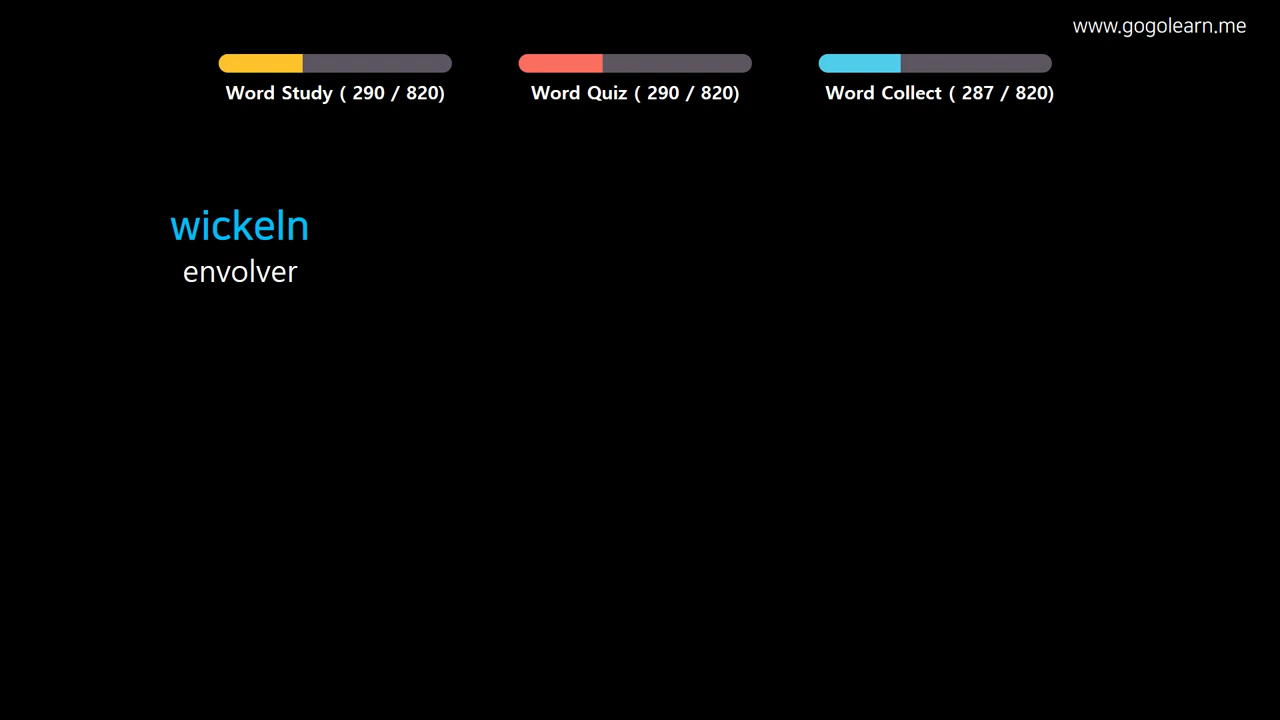 www.gogolearn.me
Word Study ( 290 / 820)
Word Quiz ( 290 / 820)
Word Collect ( 287 / 820)
wickeln
envolver